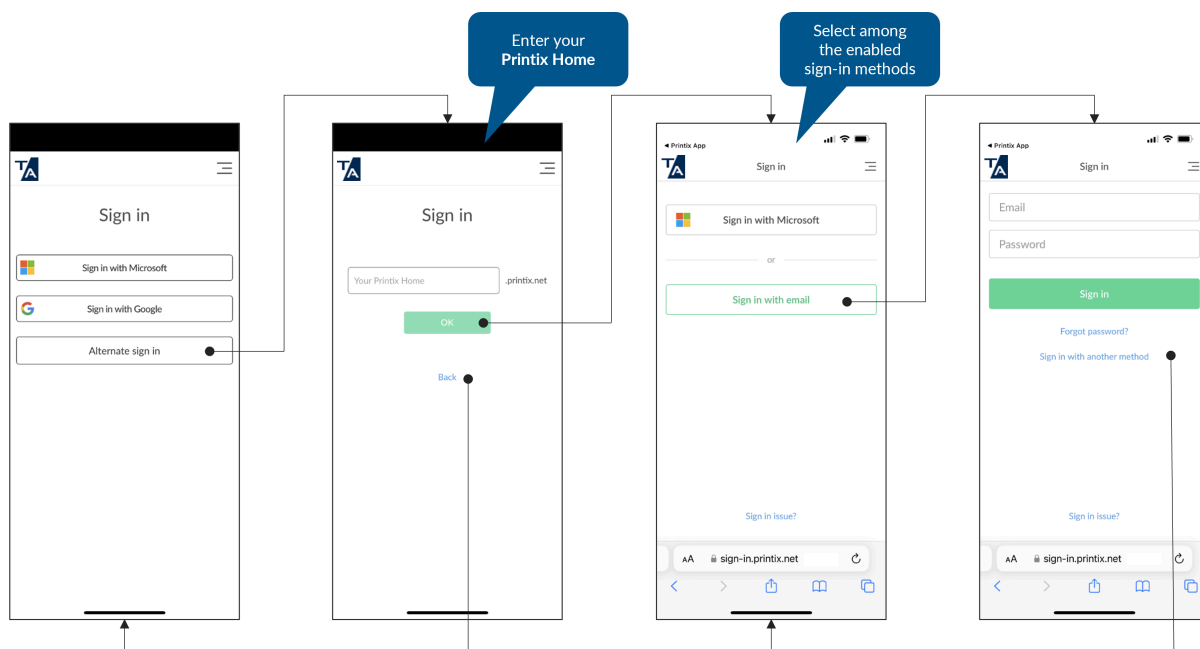 Enter your
Printix Home
Select among
the enabled
sign-in methods
TA
Sign in
Sign in with Microsoft
Sign in with Google
Alternate sign in
TA
Sign in
Your Printix Home
.printix.net
OK
Back
Printix App
TA
Sign in
Sign in with Microsoft
or
Sign in with email
Sign in issue?
AA
sign-in.printix.net
Printix App
TA
Sign in
Email
Password
Sign in
Forgot password?
Sign in with another method
Sign in issue?
AA
sign-in.printix.net